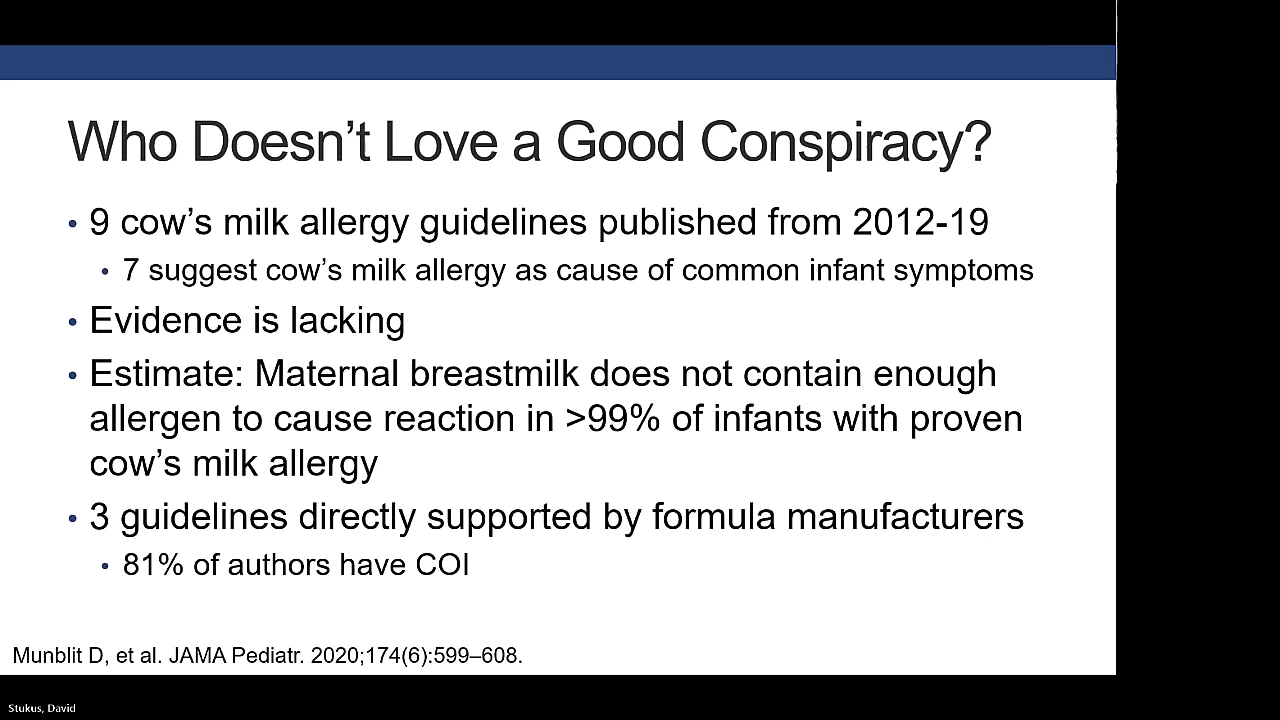 Who Doesn’t Love a Good Conspiracy?
• 9 cow’s milk allergy guidelines published from 2012-19
• 7 suggest cow’s milk allergy as cause of common infant symptoms
• Evidence is lacking
• Estimate: Maternal breastmilk does not contain enough
allergen to cause reaction in >99% of infants with proven
cow’s milk allergy
• 3 guidelines directly supported by formula manufacturers
• 81% of authors have COI
Munblit D, et al. JAMA Pediatr. 2020;174(6):599–608.
Stukus, David